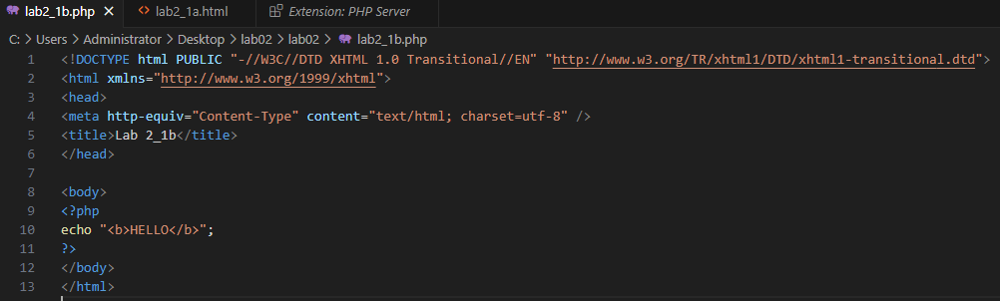 lab2_1b.php lab2_1a.html Extension: PHP Server
C: > Users > Administrator > Desktop > lab02 > lab02 > lab2_1b.php
1 <!DOCTYPE html PUBLIC "-//W3C//DTD XHTML 1.0 Transitional//EN" "http://www.w3.org/TR/xhtml1/DTD/xhtml1-transitional.dtd">
2 <html xmlns="http://www.w3.org/1999/xhtml">
3 <head>
4 <meta http-equiv="Content-Type" content="text/html; charset=utf-8" />
5 <title>Lab 2_1b</title>
6 </head>
7
8 <body>
9 <?php
10 echo "<b>HELLO</b>";
11 ?>
12 </body>
13 </html>